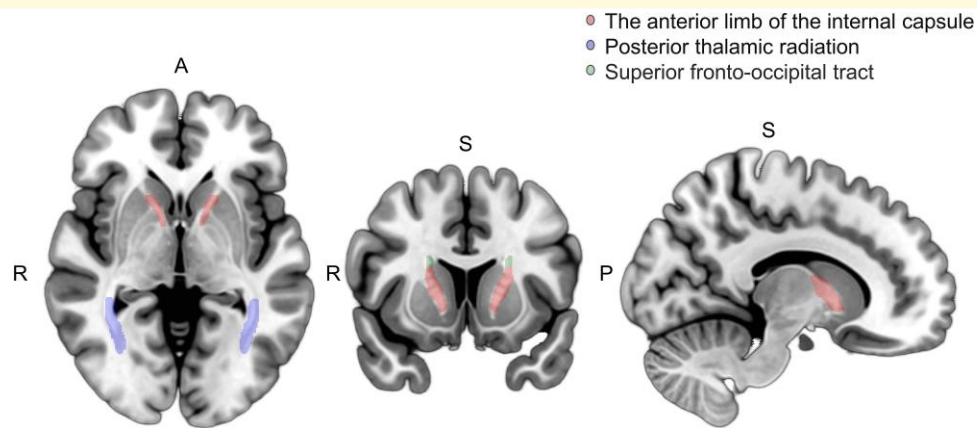 The anterior limb of the internal capsule
Posterior thalamic radiation
Superior fronto-occipital tract
A
S
S
R
R
P